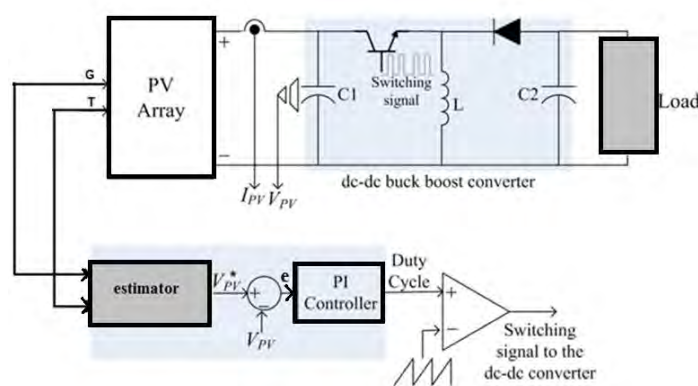 G
T
PV
Array
+
−
I_PV V_PV
C1
Switching
signal
L
C2
Load
dc-dc buck boost converter
estimator
V_PV*
+
−
e
V_PV
PI
Controller
Duty
Cycle
+
−
Switching
signal to the
dc-dc converter